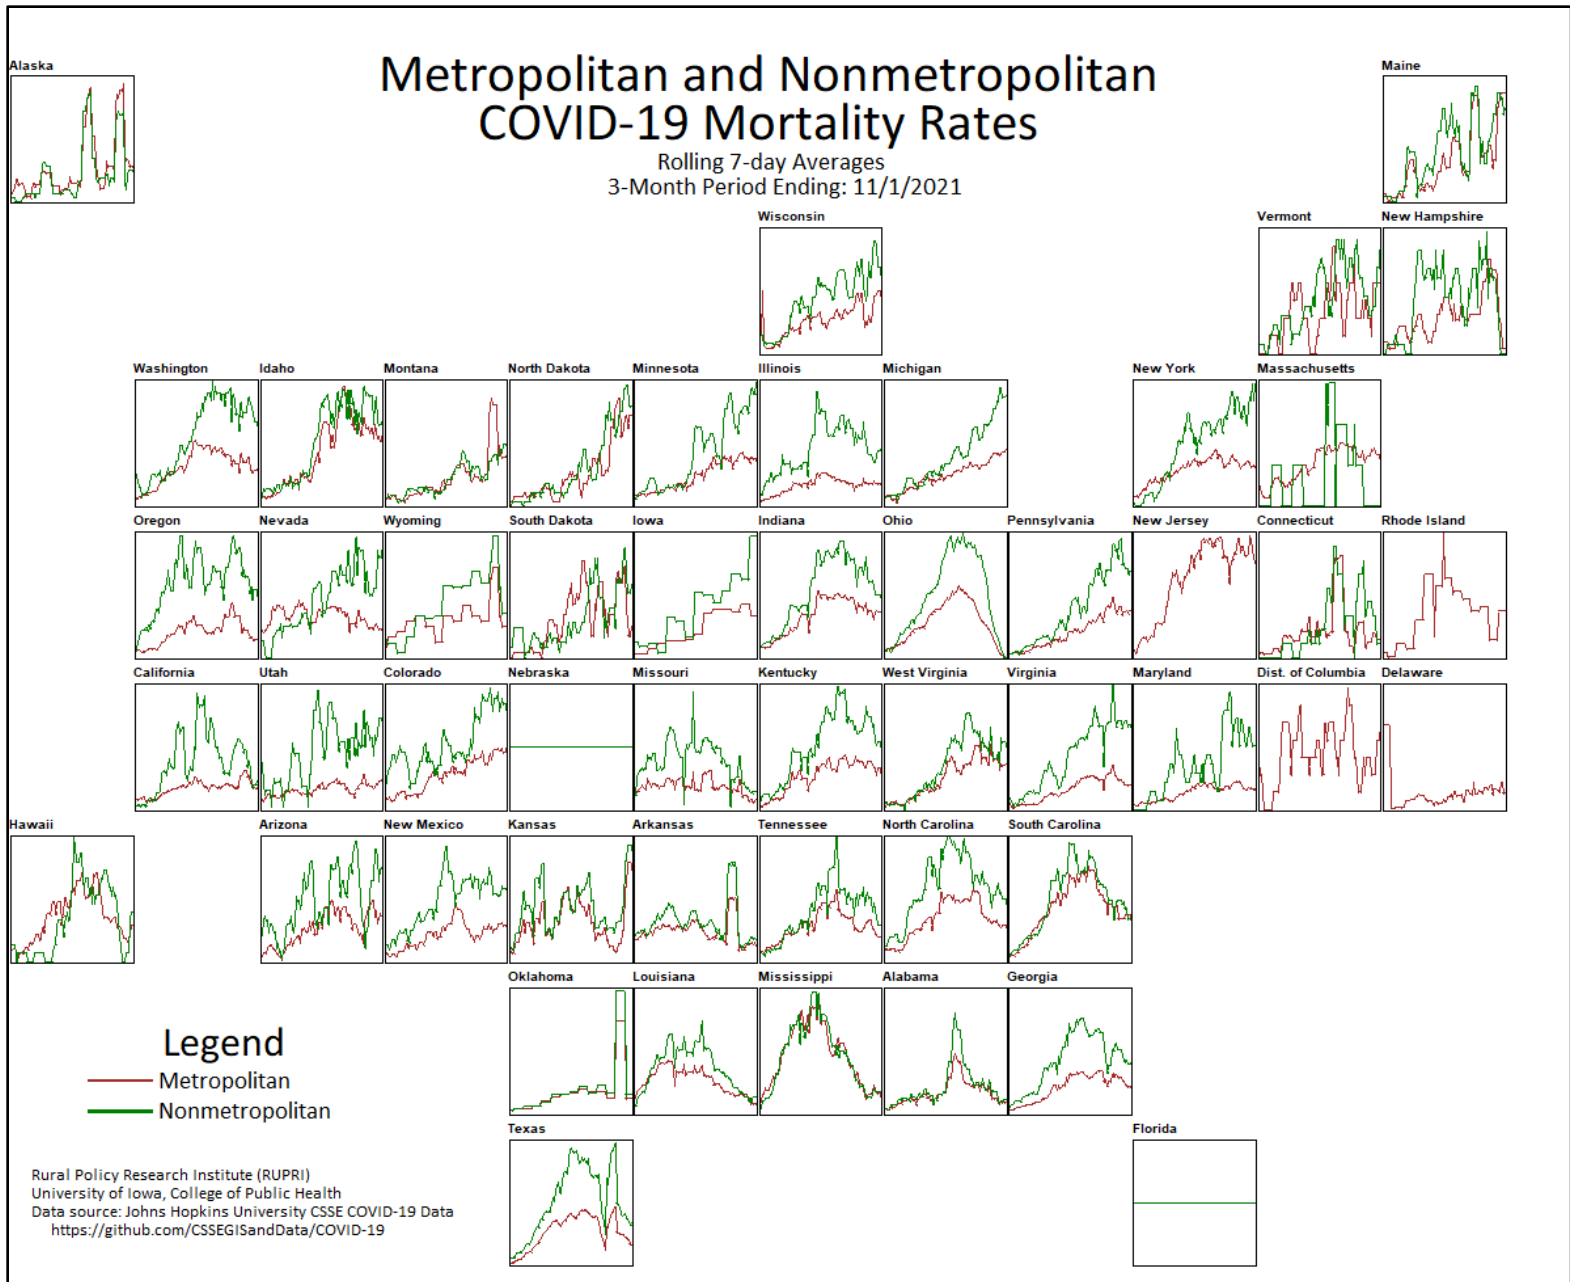 Metropolitan and Nonmetropolitan
COVID-19 Mortality Rates
Rolling 7-day Averages
3-Month Period Ending: 11/1/2021
Alaska
Maine
Wisconsin
Vermont
New Hampshire
Washington
Idaho
Montana
North Dakota
Minnesota
Illinois
Michigan
New York
Massachusetts
Oregon
Nevada
Wyoming
South Dakota
Iowa
Indiana
Ohio
Pennsylvania
New Jersey
Connecticut
Rhode Island
California
Utah
Colorado
Nebraska
Missouri
Kentucky
West Virginia
Virginia
Maryland
Dist. of Columbia
Delaware
Hawaii
Arizona
New Mexico
Kansas
Arkansas
Tennessee
North Carolina
South Carolina
Oklahoma
Louisiana
Mississippi
Alabama
Georgia
Texas
Florida
Legend
Metropolitan
Nonmetropolitan
Rural Policy Research Institute (RUPRI)
University of Iowa, College of Public Health
Data source: Johns Hopkins University CSSE COVID-19 Data
https://github.com/CSSEGISandData/COVID-19